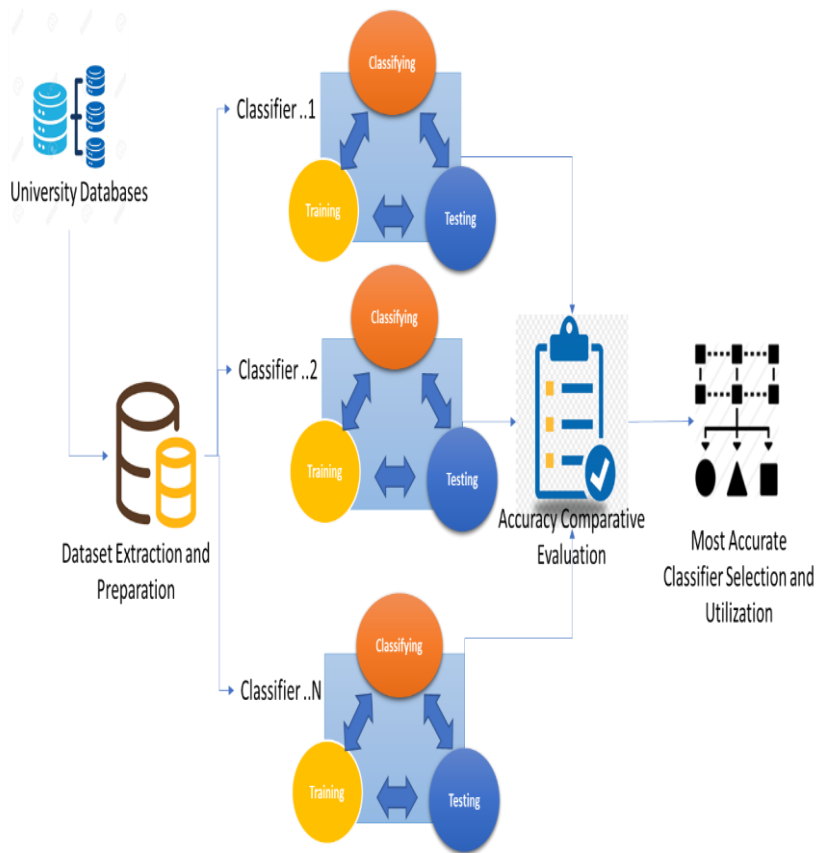 University Databases
Dataset Extraction and
Preparation
Classifier ..1
Classifying
Training
Testing
Classifier ..2
Classifying
Training
Testing
Classifier ..N
Classifying
Training
Testing
Accuracy Comparative
Evaluation
Most Accurate
Classifier Selection and
Utilization